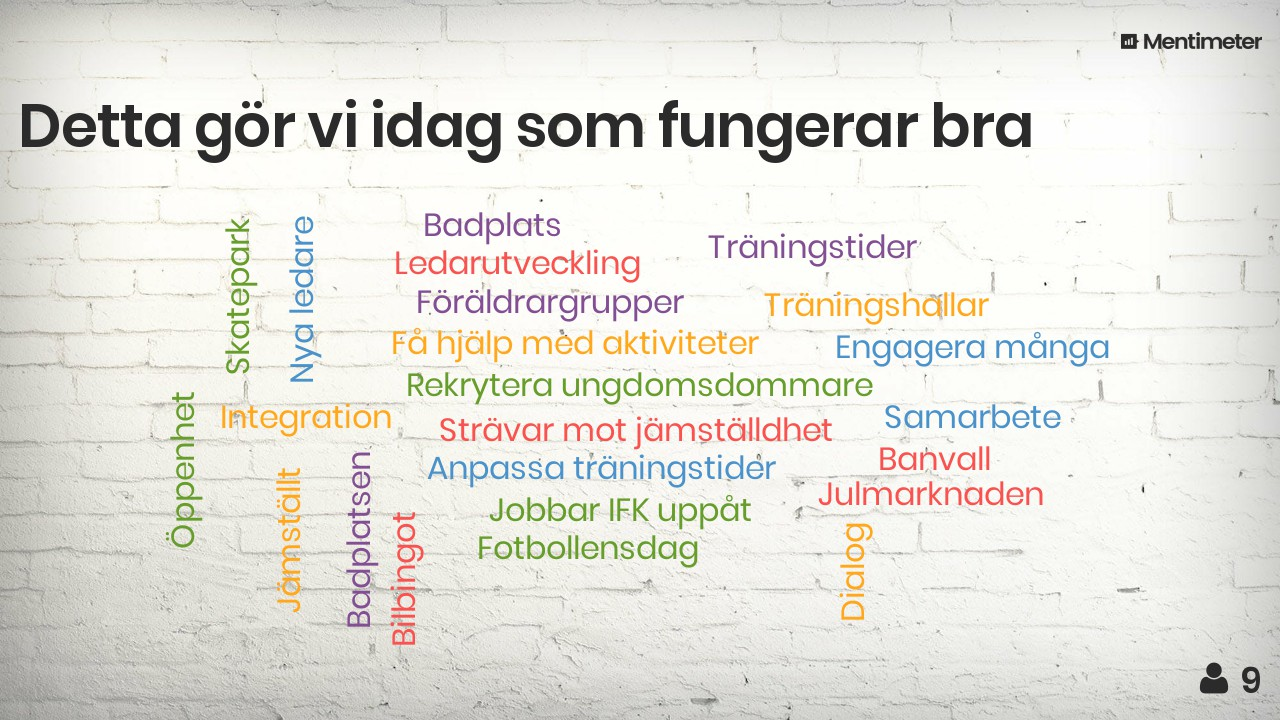 Mentimeter
Detta gör vi idag som fungerar bra
Skatepark
Nya ledare
Badplats
Träningstider
Ledarutveckling
Föräldrargrupper
Träningshallar
Få hjälp med aktiviteter
Engagera många
Rekrytera ungdomsdommare
Öppenhet
Integration
Strävar mot jämställdhet
Samarbete
Banvall
Anpassa träningstider
Julmarknaden
Jämställt
Badplatsen
Bilbingot
Jobbar IFK uppåt
Fotbollensdag
Dialog
9